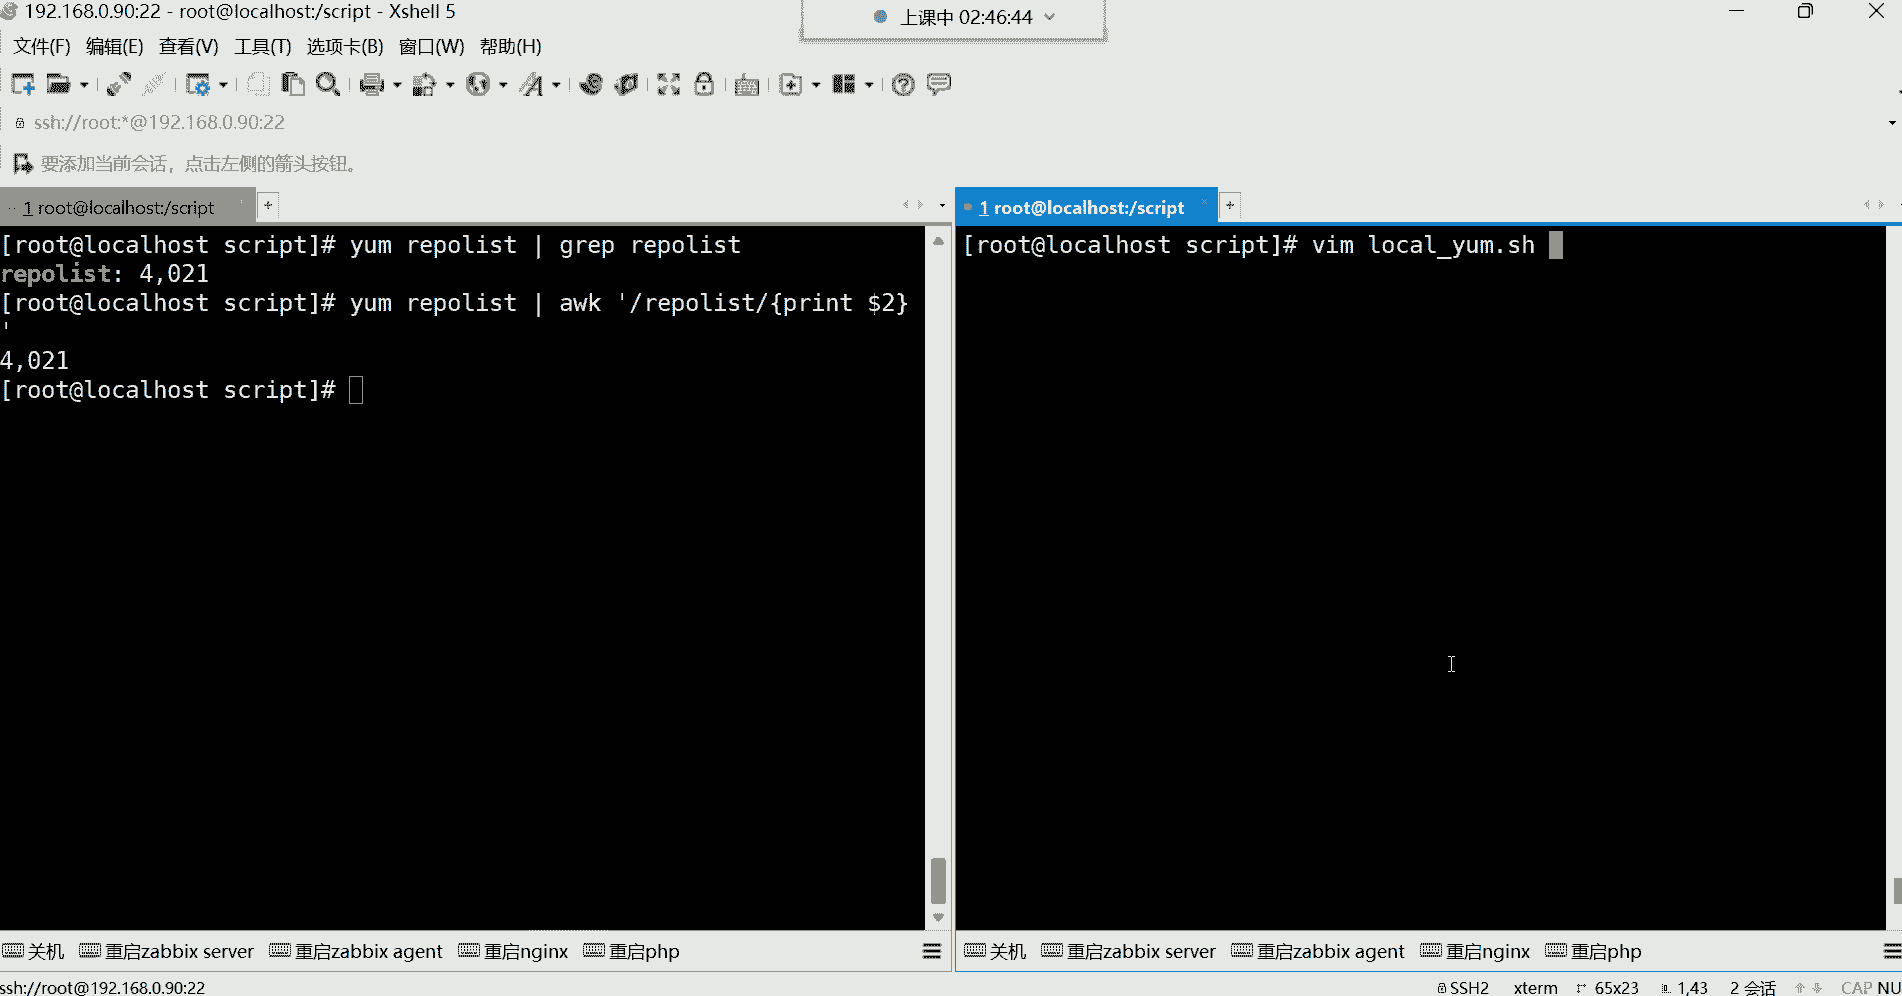 192.168.0.90:22 - root@localhost:/script - Xshell 5
上课中 02:46:44
文件(F) 编辑(E) 查看(V) 工具(T) 选项卡(B) 窗口(W) 帮助(H)
ssh://root:*@192.168.0.90:22
要添加当前会话，点击左侧的箭头按钮。
1 root@localhost:/script
[root@localhost script]# yum repolist | grep repolist
repolist: 4,021
[root@localhost script]# yum repolist | awk '/repolist/{print $2}
'
4,021
[root@localhost script]#
关机 重启zabbix server 重启zabbix agent 重启nginx 重启php
1 root@localhost:/script
[root@localhost script]# vim local_yum.sh
关机 重启zabbix server 重启zabbix agent 重启nginx 重启php
ssh://root@192.168.0.90:22
SSH2 xterm 65x23 1,43 2 会话 CAP NU